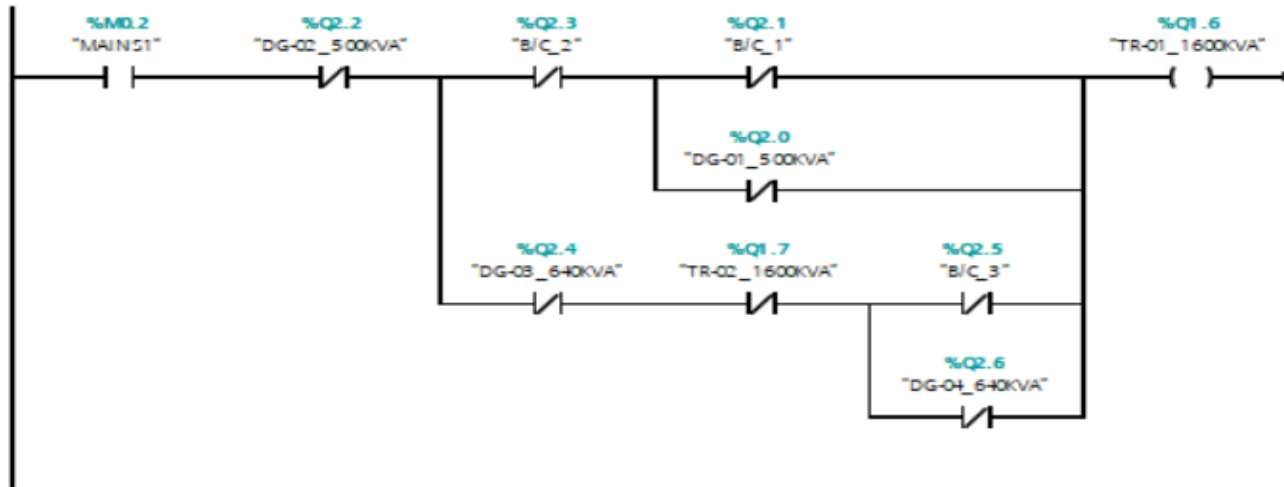 %M0.2 %Q2.2 %Q2.3 %Q2.1 %Q1.6
"MAINS1" "DG-02_500KVA" "B/C_2" "B/C_1" "TR-01_1600KVA"
%Q2.0
"DG-01_500KVA"
%Q2.4 %Q1.7 %Q2.5
"DG-03_640KVA" "TR-02_1600KVA" "B/C_3"
%Q2.6
"DG-04_640KVA"